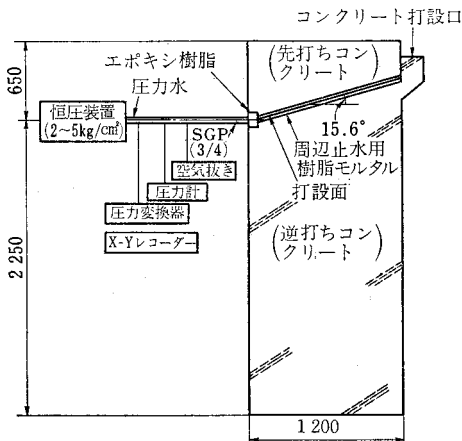 コンクリート打設口
650
エポキシ樹脂
(先打ちコン
クリート)
圧力水
恒圧装置
(2~5kg/cm²)
SGP
(3/4)
15.6°
周辺止水用
樹脂モルタル
打設面
空気抜き
圧力計
圧力変換器
X-Yレコーダー
(逆打ちコン
クリート)
2 250
1 200